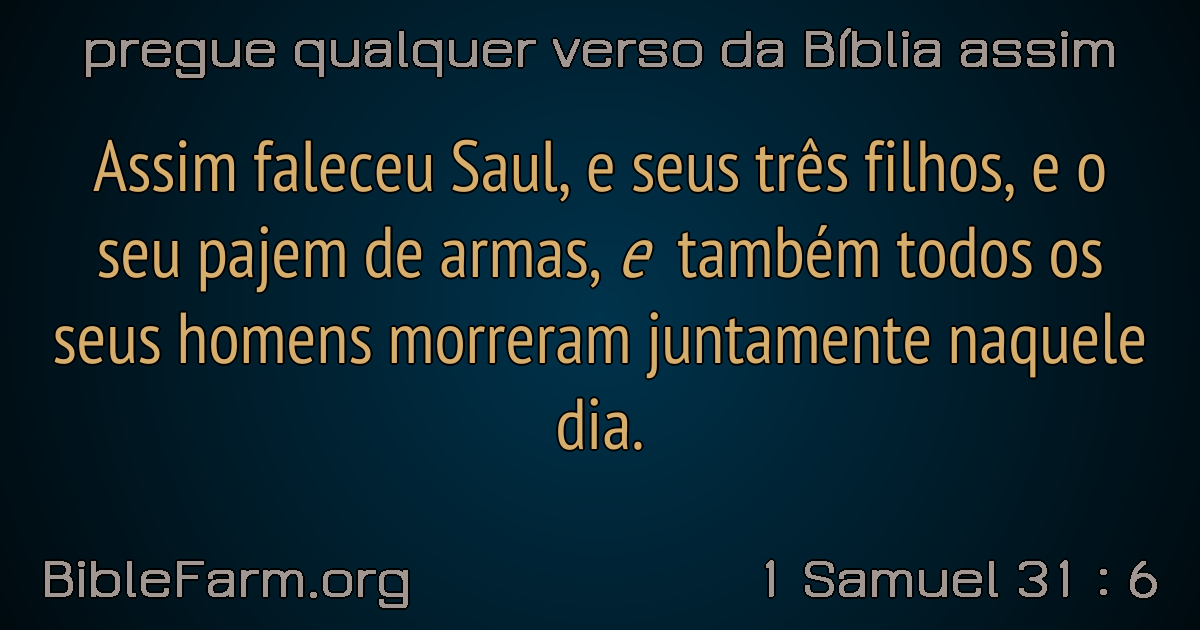 pregue qualquer verso da Bíblia assim
Assim faleceu Saul, e seus três filhos, e o
seu pajem de armas, e também todos os
seus homens morreram juntamente naquele
dia.
BibleFarm.org
1 Samuel 31 : 6